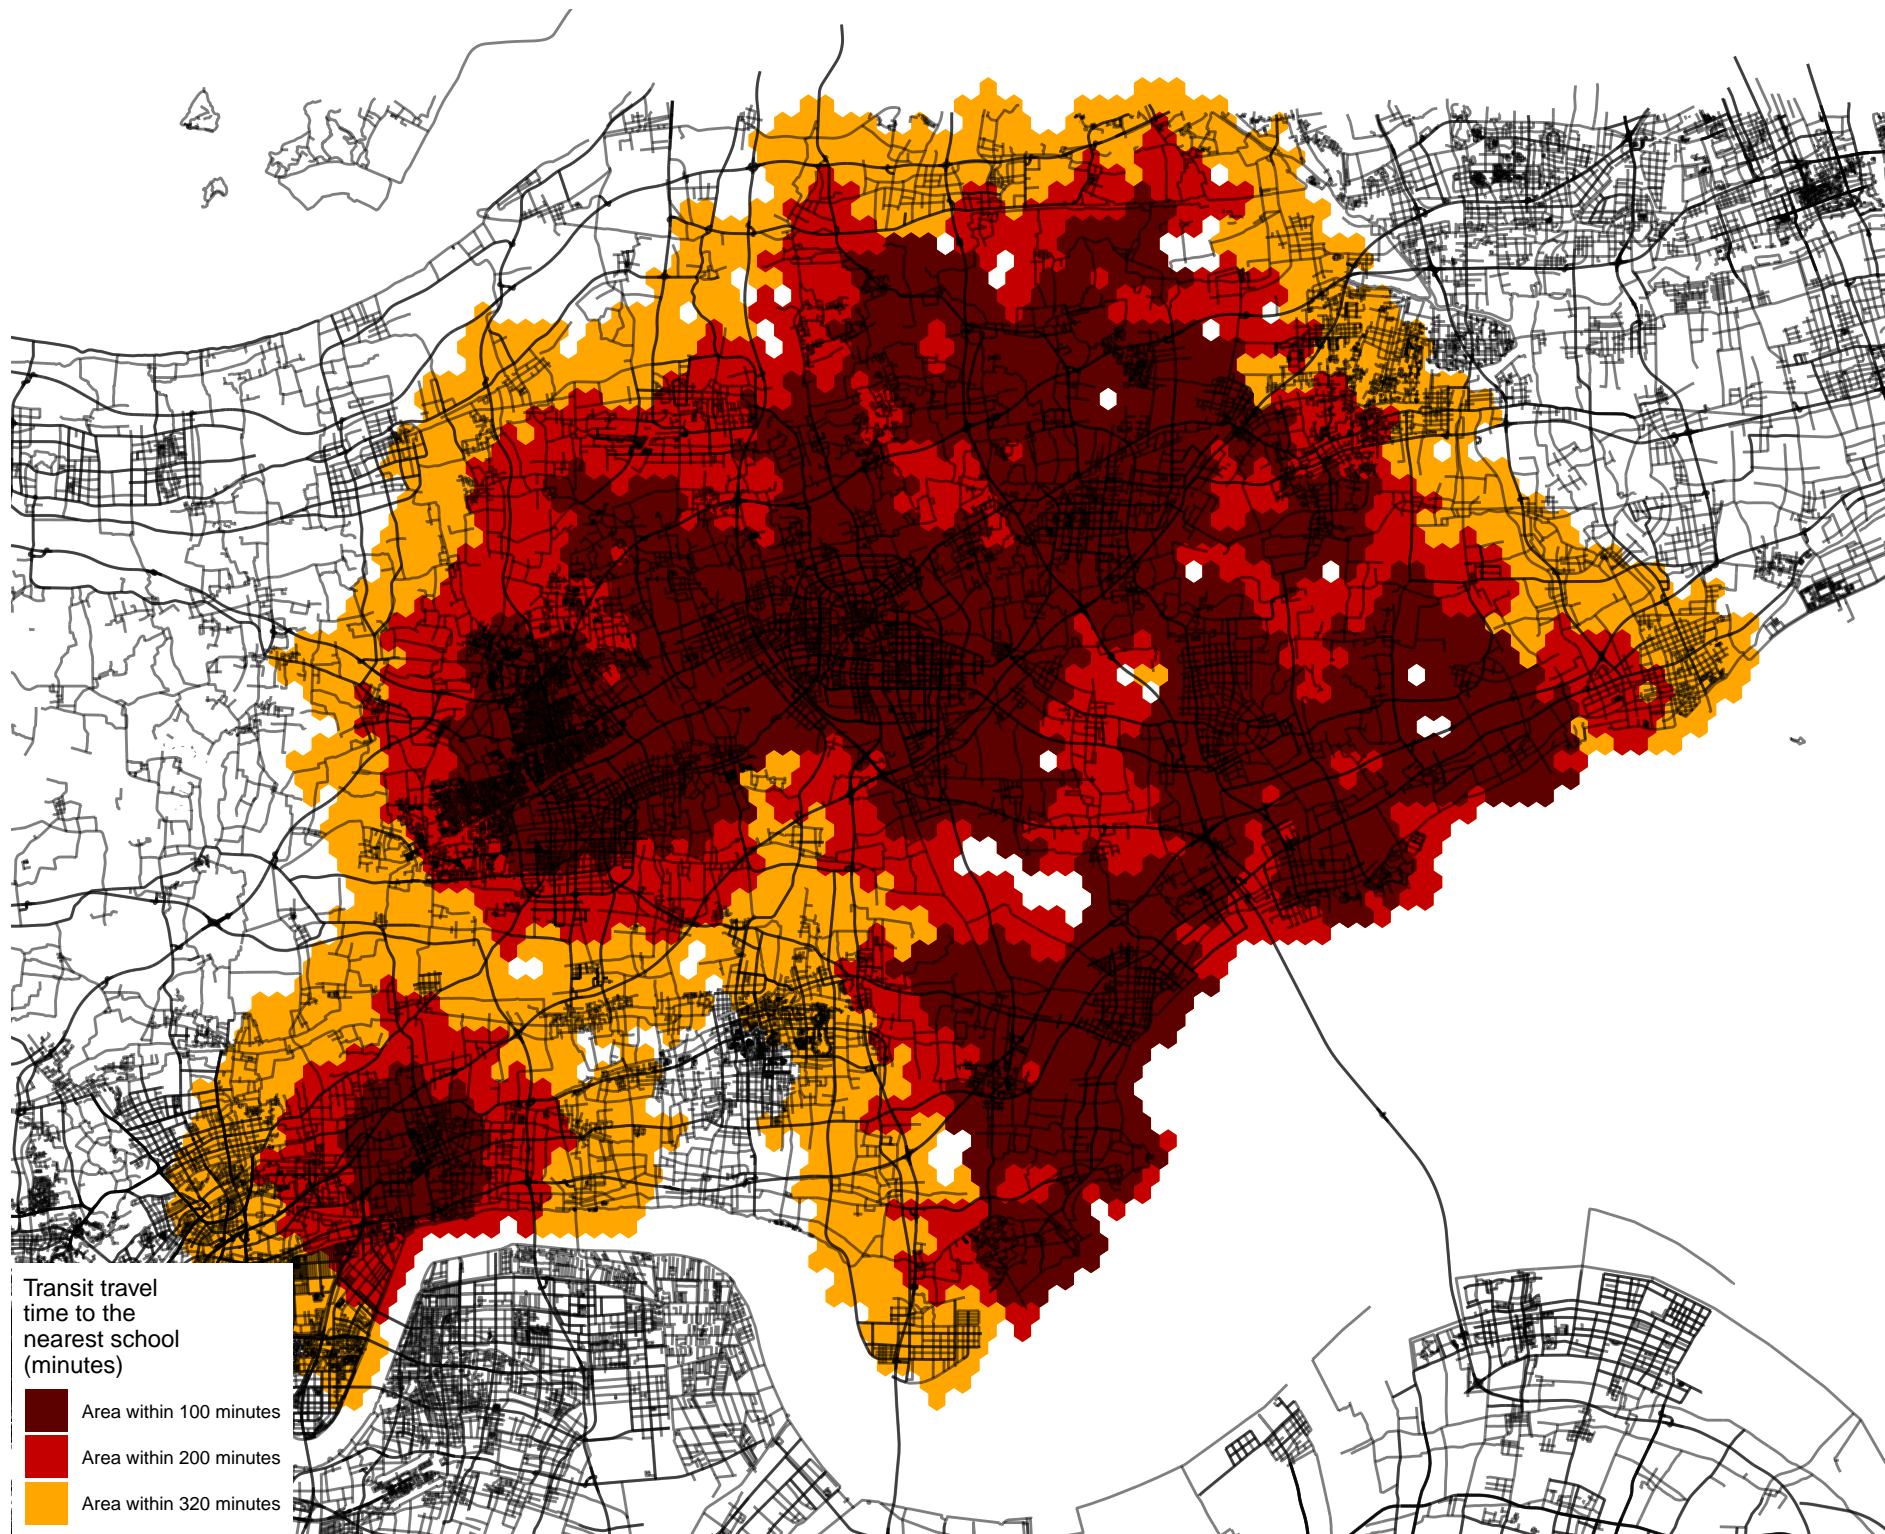 Transit travel
time to the
nearest school
(minutes)
Area within 100 minutes
Area within 200 minutes
Area within 320 minutes